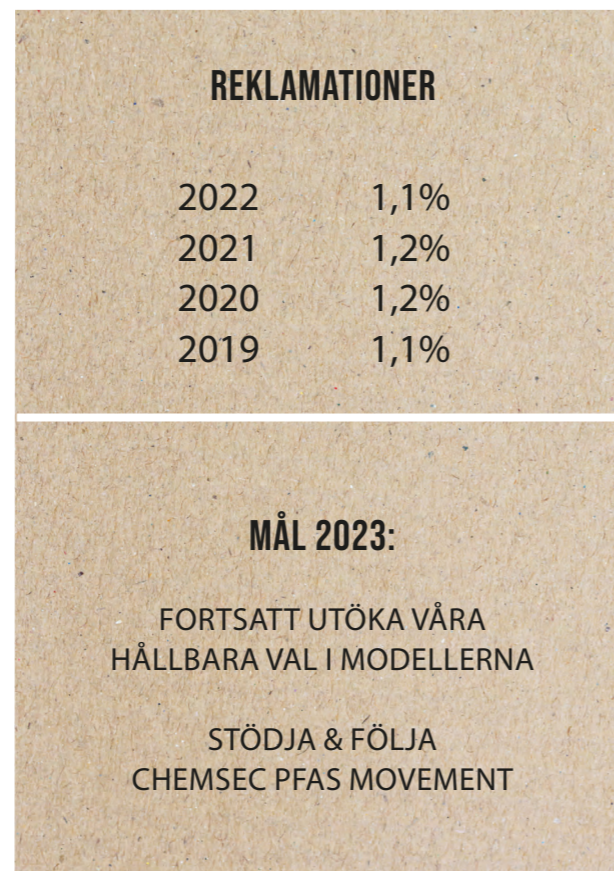 REKLAMATIONER
2022 1,1%
2021 1,2%
2020 1,2%
2019 1,1%
MÅL 2023:
FORTSATT UTÖKA VÅRA
HÅLLBARA VAL I MODELLERNA
STÖDJA & FÖLJA
CHEMSEC PFAS MOVEMENT